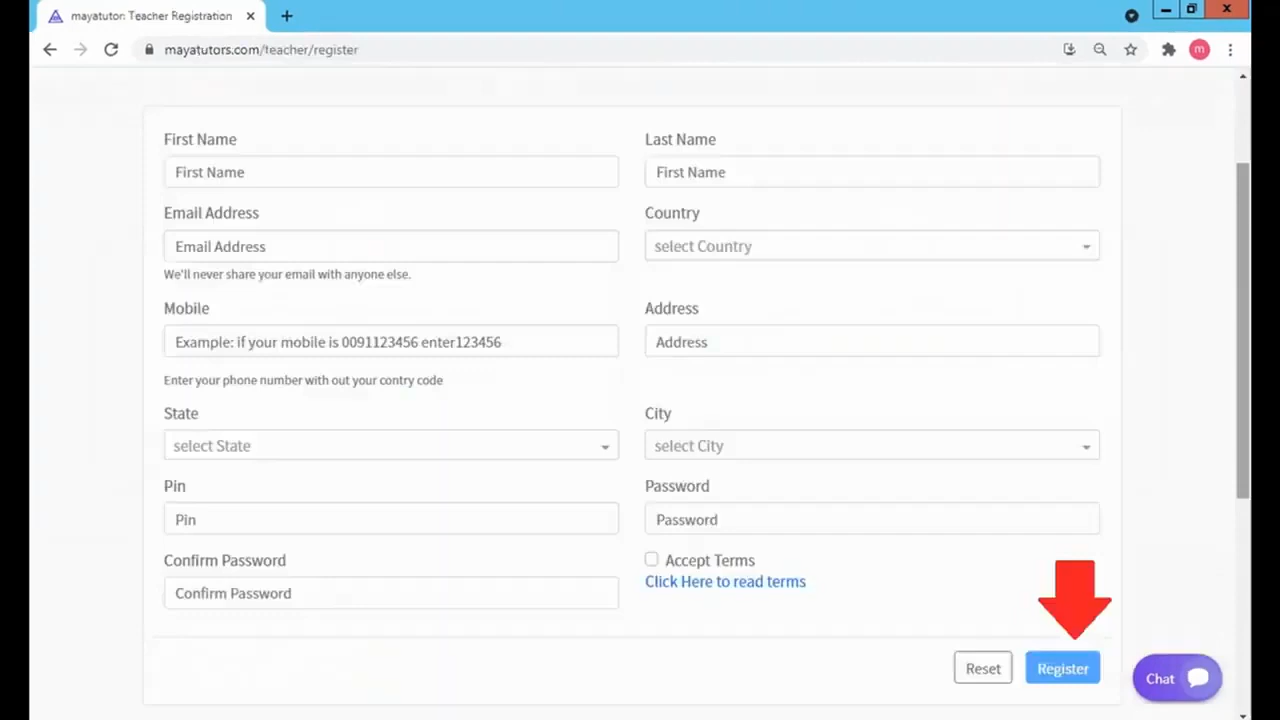 mayatutor: Teacher Registration
mayatutors.com/teacher/register
m
First Name Last Name
First Name First Name
Email Address Country
Email Address select Country
We'll never share your email with anyone else.
Mobile Address
Example: if your mobile is 0091123456 enter123456 Address
Enter your phone number with out your contry code
State City
select State select City
Pin Password
Pin Password
Confirm Password Accept Terms
Click Here to read terms
Confirm Password
Reset Register
Chat